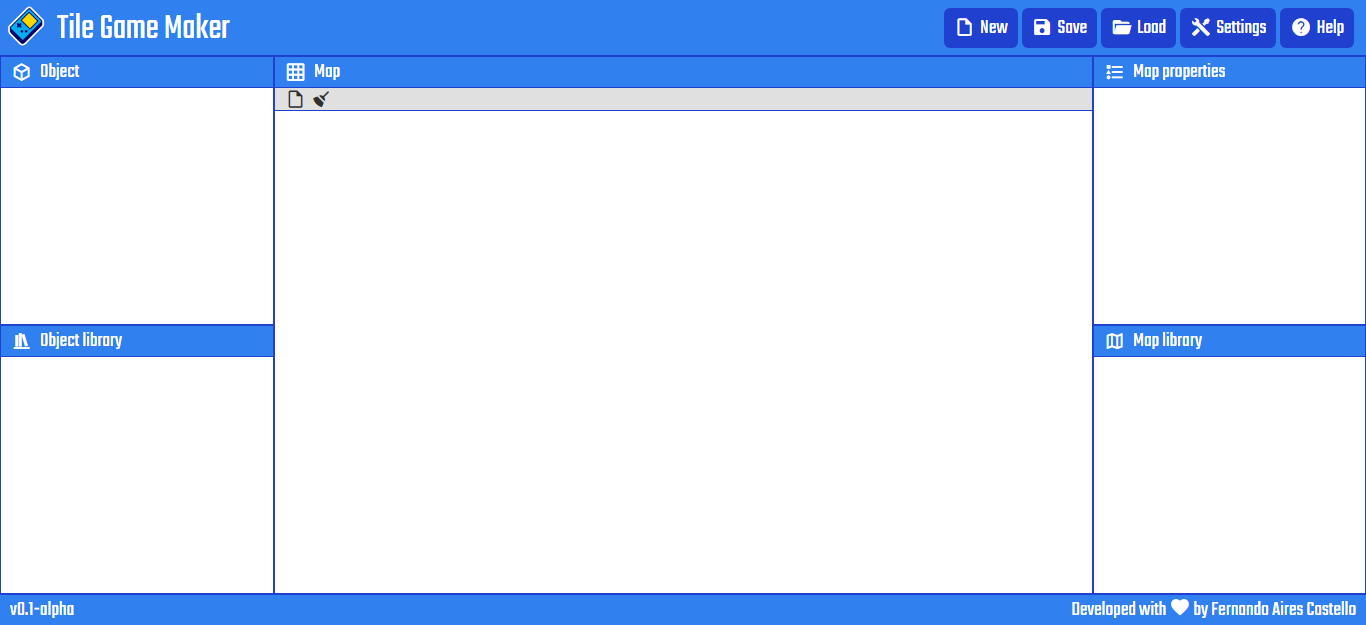 Tile Game Maker
New Save Load Settings Help
Object
Map
Map properties
Object library
Map library
v0.1-alpha
Developed with by Fernando Aires Castello